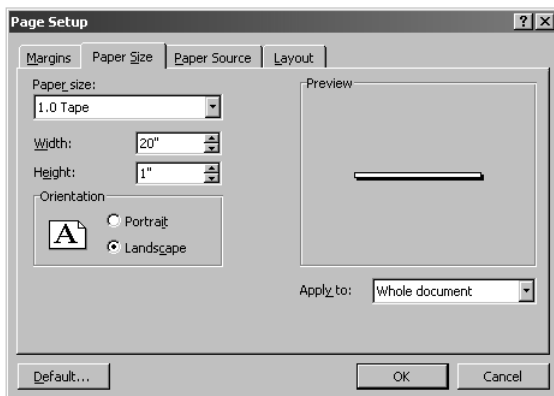 Page Setup
Margins Paper Size Paper Source Layout
Paper size:
1.0 Tape
Width: 20"
Height: 1"
Orientation
A
Portrait
Landscape
Preview
Apply to: Whole document
Default... OK Cancel